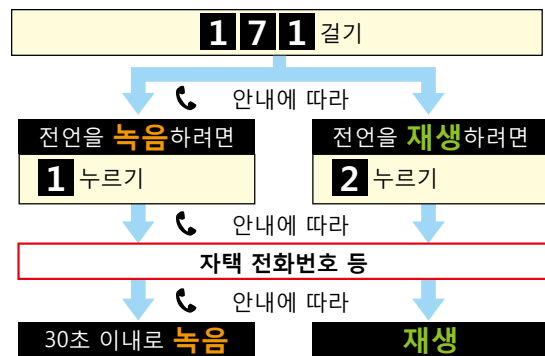 171 걸기
안내에 따라
전언을 녹음하려면
1 누르기
전언을 재생하려면
2 누르기
안내에 따라
자택 전화번호 등
안내에 따라
30초 이내로 녹음
재생